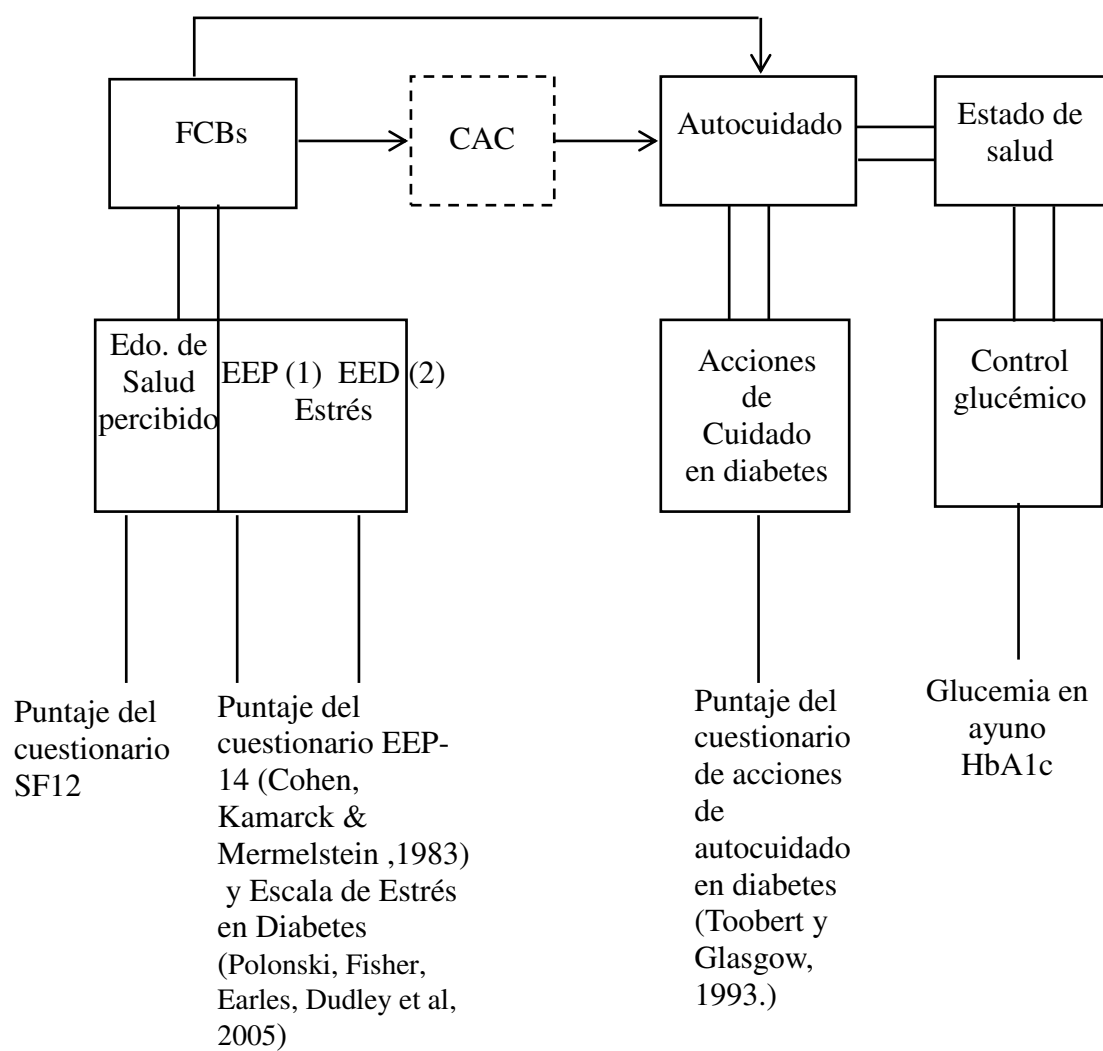 FCBs
CAC
Autocuidado
Estado de
salud
Edo. de
Salud
percibido
EEP (1) EED (2)
Estrés
Acciones
de
Cuidado
en diabetes
Control
glucémico
Puntaje del
cuestionario
SF12
Puntaje del
cuestionario EEP-
14 (Cohen,
Kamarck &
Mermelstein ,1983)
y Escala de Estrés
en Diabetes
(Polonski, Fisher,
Earles, Dudley et al,
2005)
Puntaje del
cuestionario
de acciones
de
autocuidado
en diabetes
(Toobert y
Glasgow,
1993.)
Glucemia en
ayuno
HbA1c